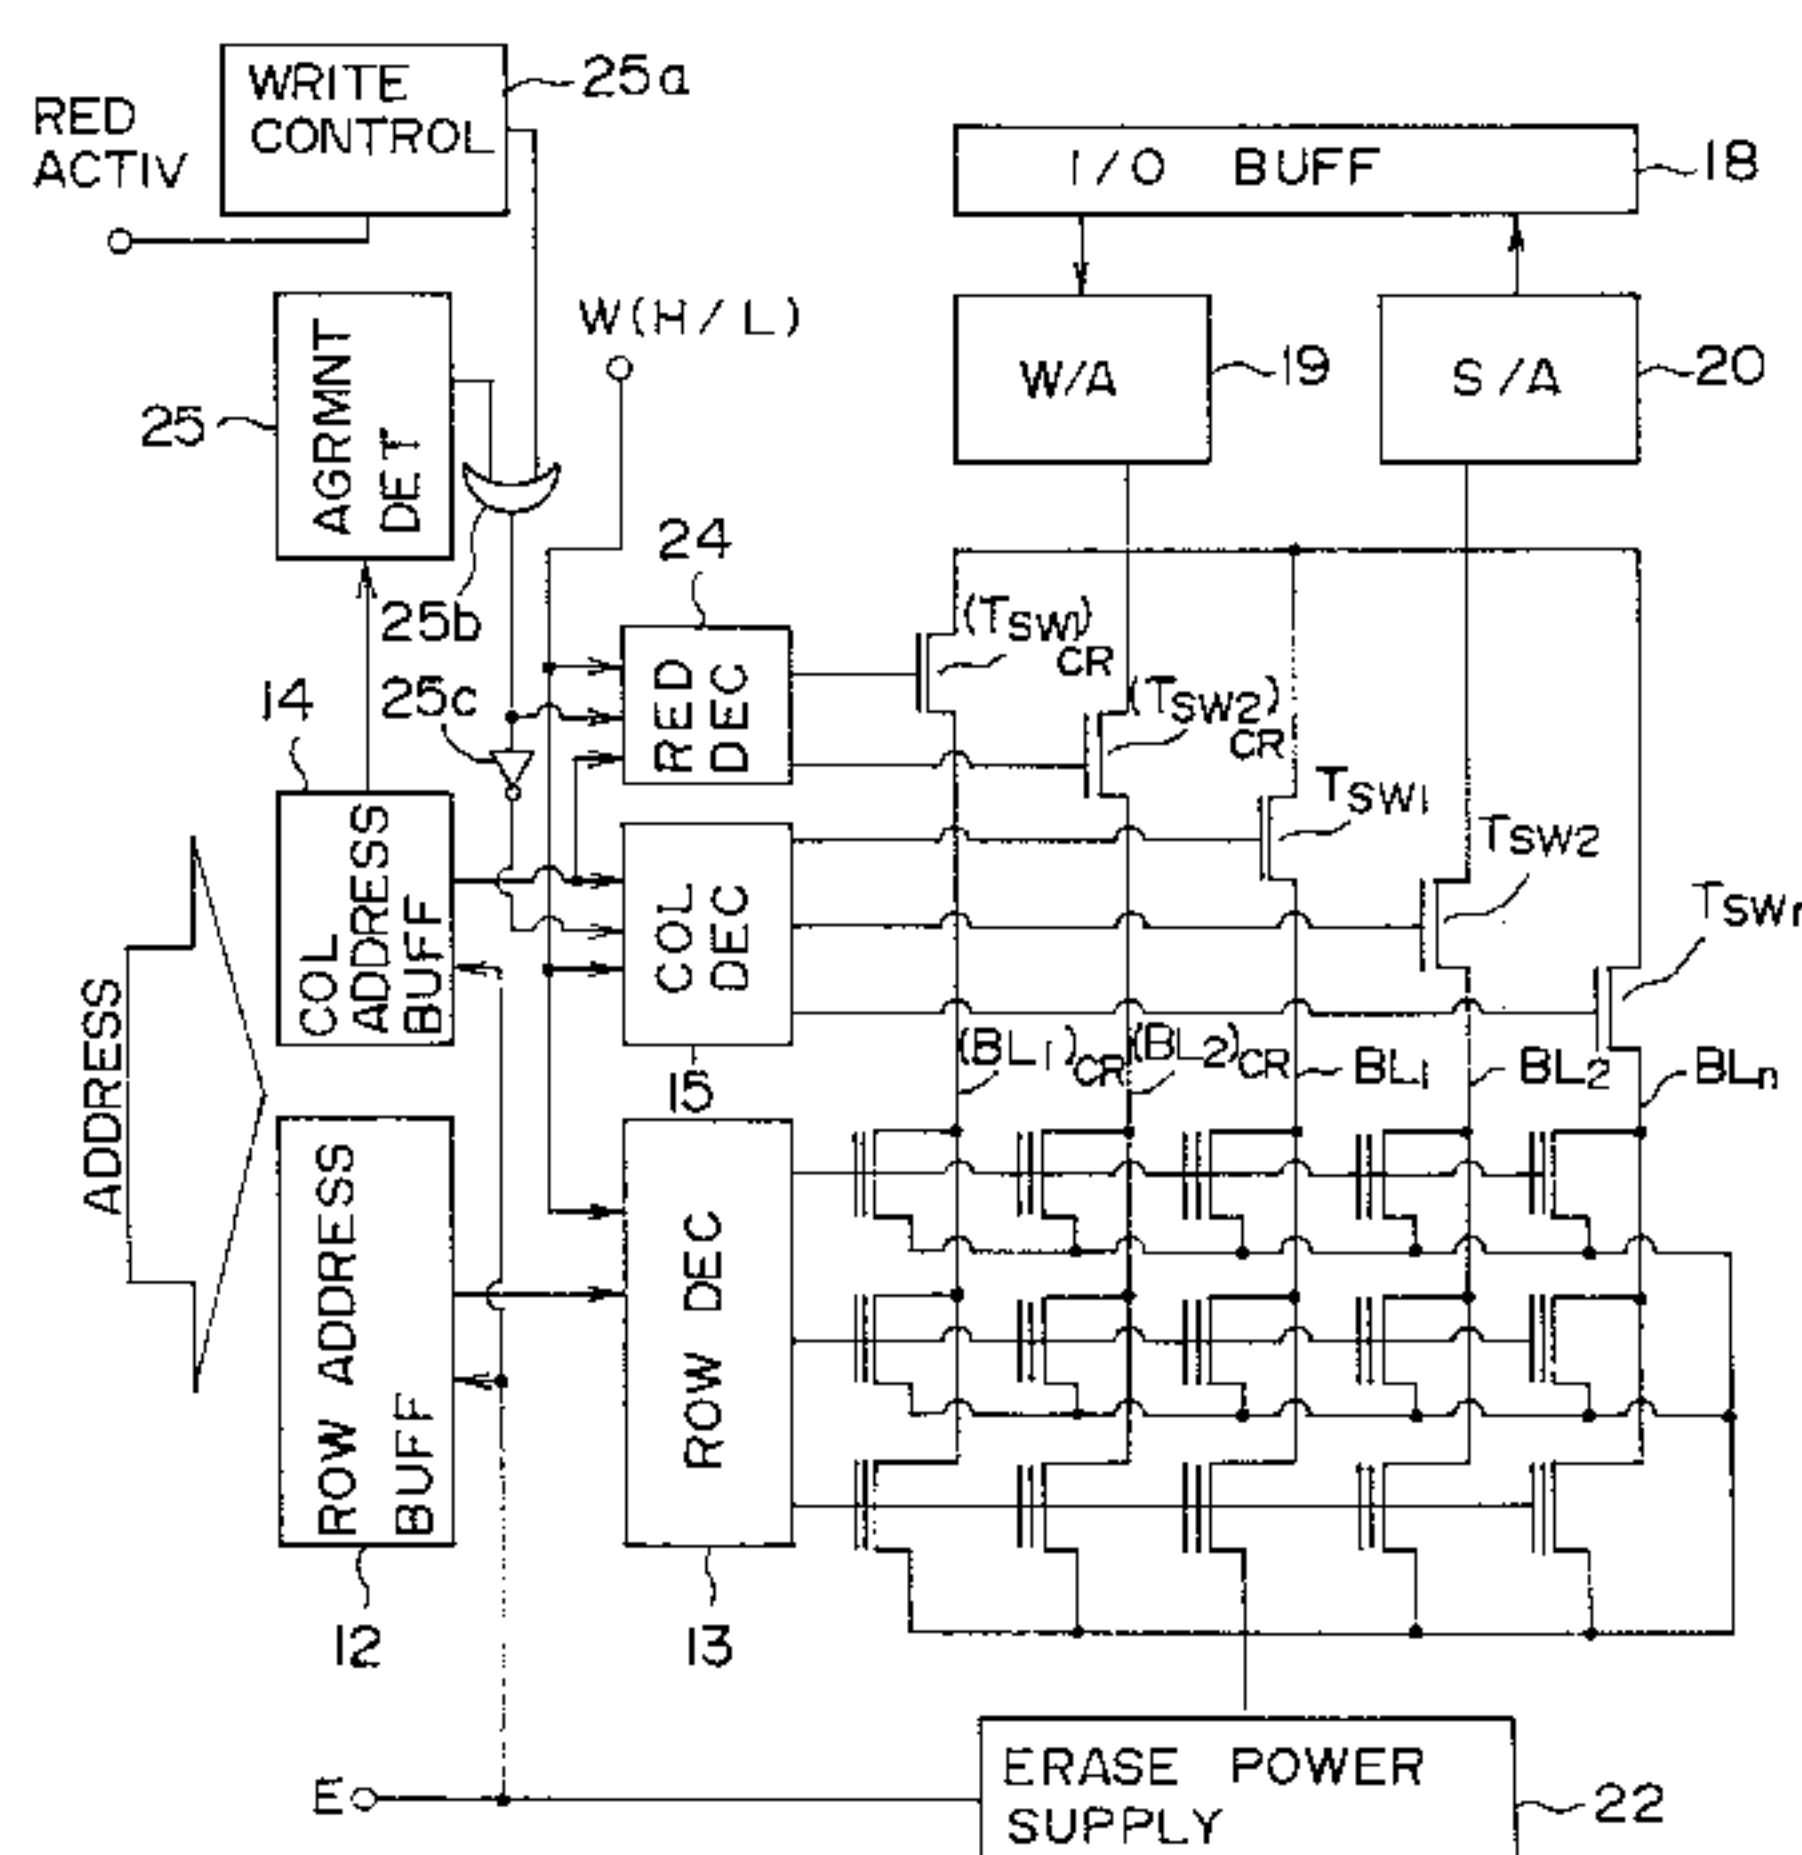 WRITE
CONTROL
25a
RED
ACTIV
I/O BUFF
18
W(H/L)
AGRMNT
DET
25
W/A
19
S/A
20
25b
24
RED
DEC
(TSW1)CR
(TSW2)CR
TSW1
TSW2
14
25c
COL
ADDRESS
BUFF
COL
DEC
15
ADDRESS
(BL1)CR
(BL2)CR
BL1
BL2
BLn
ROW ADDRESS
BUFF
12
ROW DEC
13
E
ERASE POWER
SUPPLY
22